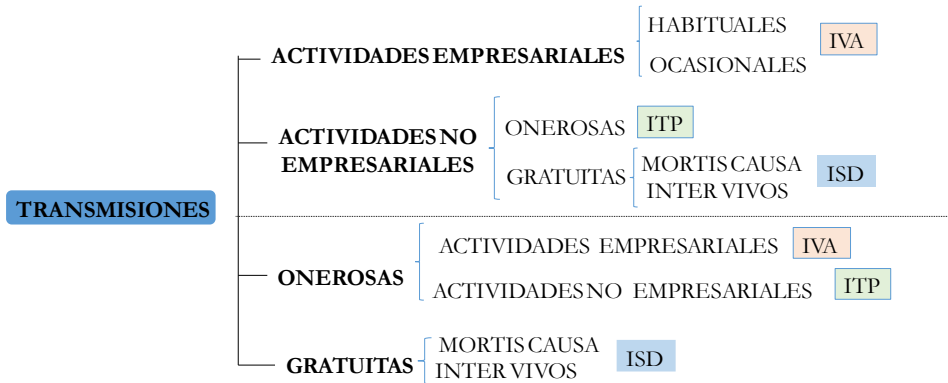 HABITUALES
IVA
ACTIVIDADES EMPRESARIALES
OCASIONALES
ACTIVIDADES NO
EMPRESARIALES
ONEROSAS
ITP
GRATUITAS
MORTIS CAUSA
INTER VIVOS
ISD
TRANSMISIONES
ONEROSAS
ACTIVIDADES EMPRESARIALES
IVA
ACTIVIDADES NO EMPRESARIALES
ITP
GRATUITAS
MORTIS CAUSA
INTER VIVOS
ISD